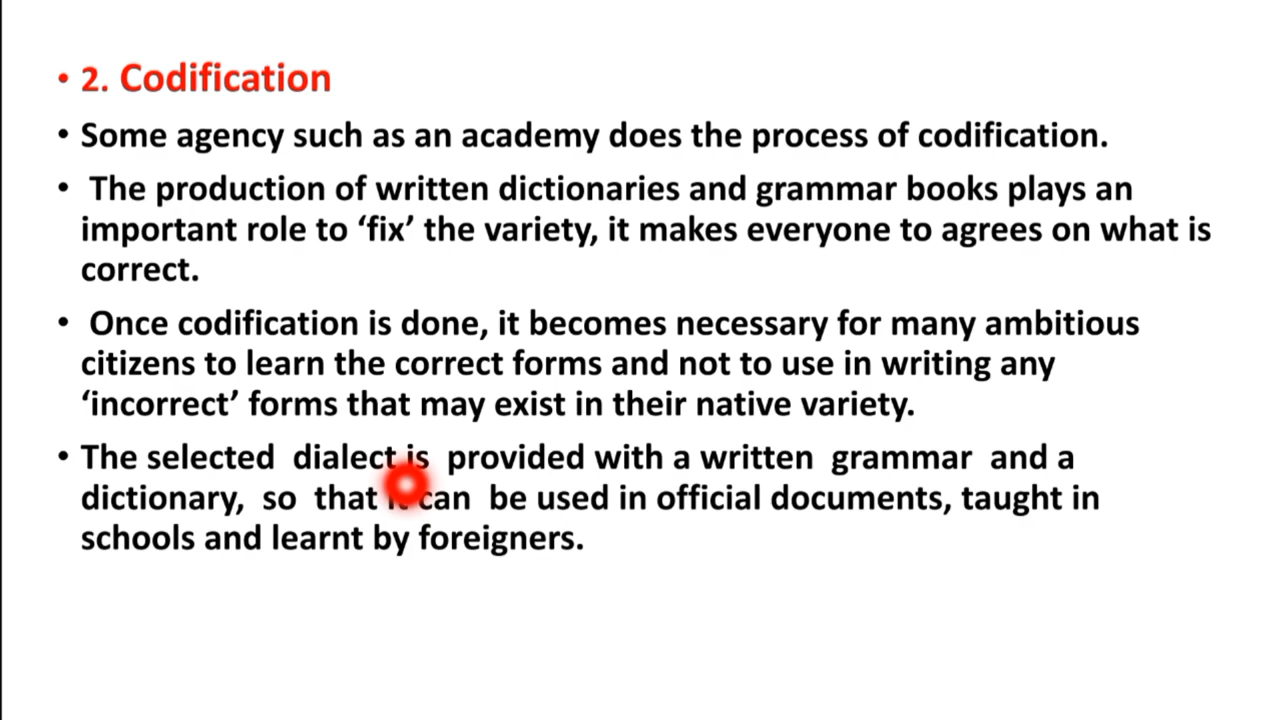 • 2. Codification
• Some agency such as an academy does the process of codification.
• The production of written dictionaries and grammar books plays an
important role to ‘fix’ the variety, it makes everyone to agrees on what is
correct.
• Once codification is done, it becomes necessary for many ambitious
citizens to learn the correct forms and not to use in writing any
‘incorrect’ forms that may exist in their native variety.
• The selected dialect is provided with a written grammar and a
dictionary, so that it can be used in official documents, taught in
schools and learnt by foreigners.